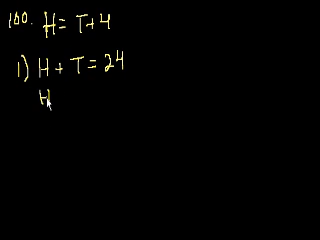 100. H = T + 4
1) H + T = 24
H